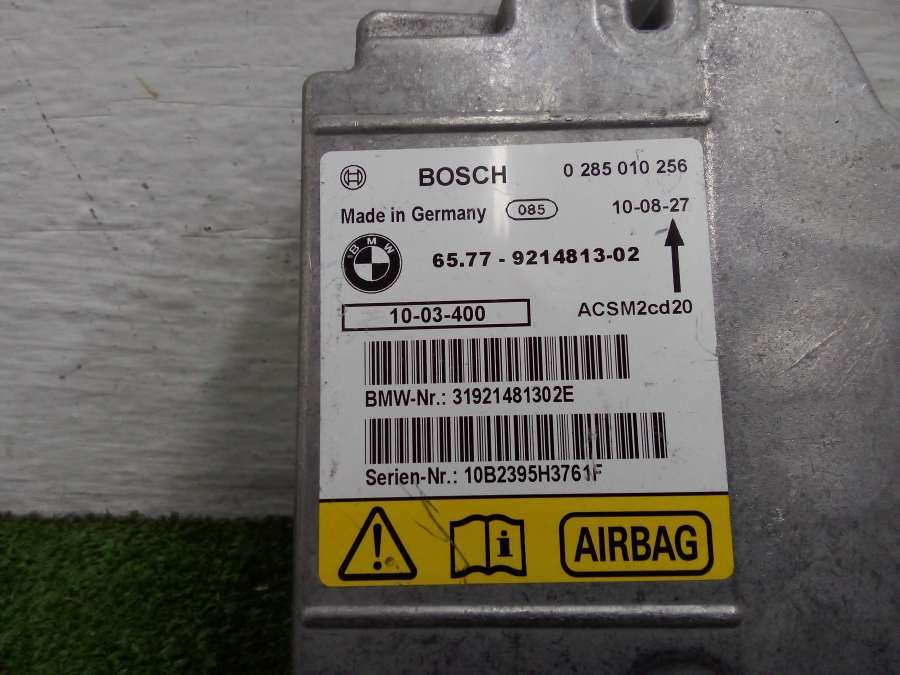 BOSCH 0 285 010 256
Made in Germany 085 10-08-27
BMW 65.77 - 9214813-02
10-03-400 ACSM2cd20
BMW-Nr.: 31921481302E
Serien-Nr.: 10B2395H3761F
AIRBAG